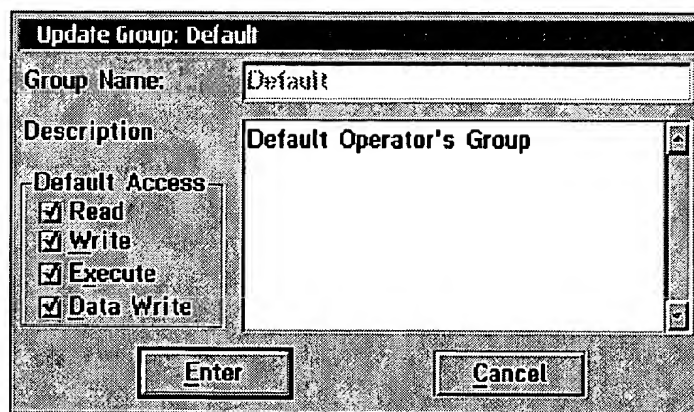 Update Group: Default
Group Name: Default
Description Default Operator's Group
Default Access
Read
Write
Execute
Data Write
Enter Cancel